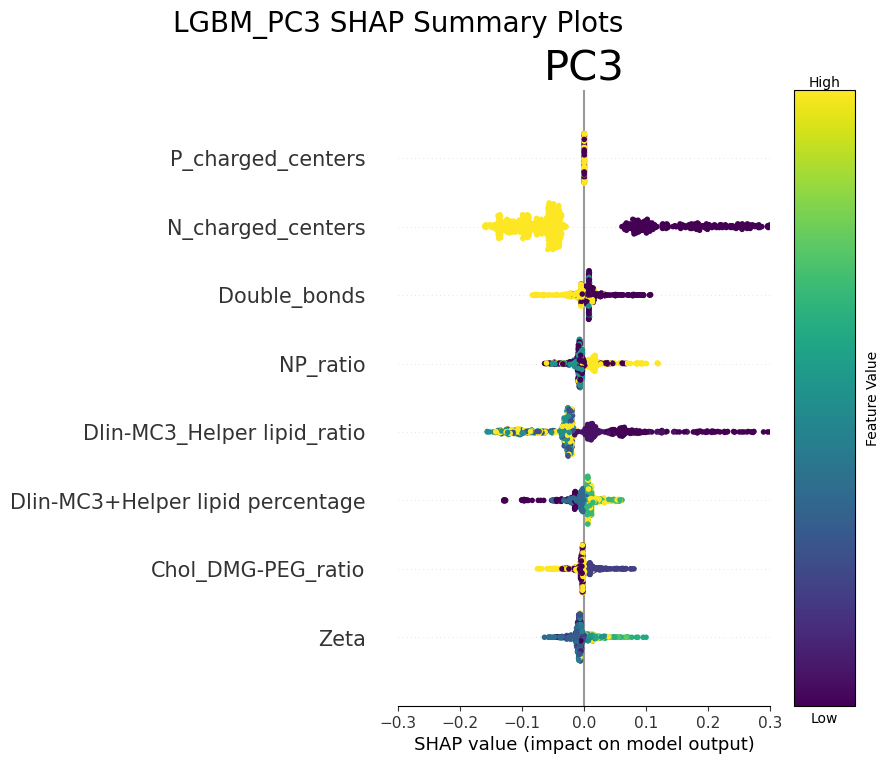 LGBM_PC3 SHAP Summary Plots
PC3
High
P_charged_centers
N_charged_centers
Double_bonds
NP_ratio
Dlin-MC3_Helper lipid_ratio
Dlin-MC3+Helper lipid percentage
Chol_DMG-PEG_ratio
Zeta
Feature Value
Low
−0.3 −0.2 −0.1 0.0 0.1 0.2 0.3
SHAP value (impact on model output)